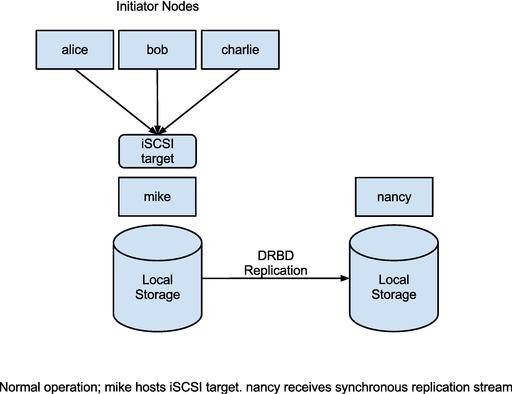 Initiator Nodes
alice
bob
charlie
iSCSI
target
mike
nancy
Local
Storage
DRBD
Replication
Local
Storage
Normal operation; mike hosts iSCSI target. nancy receives synchronous replication stream